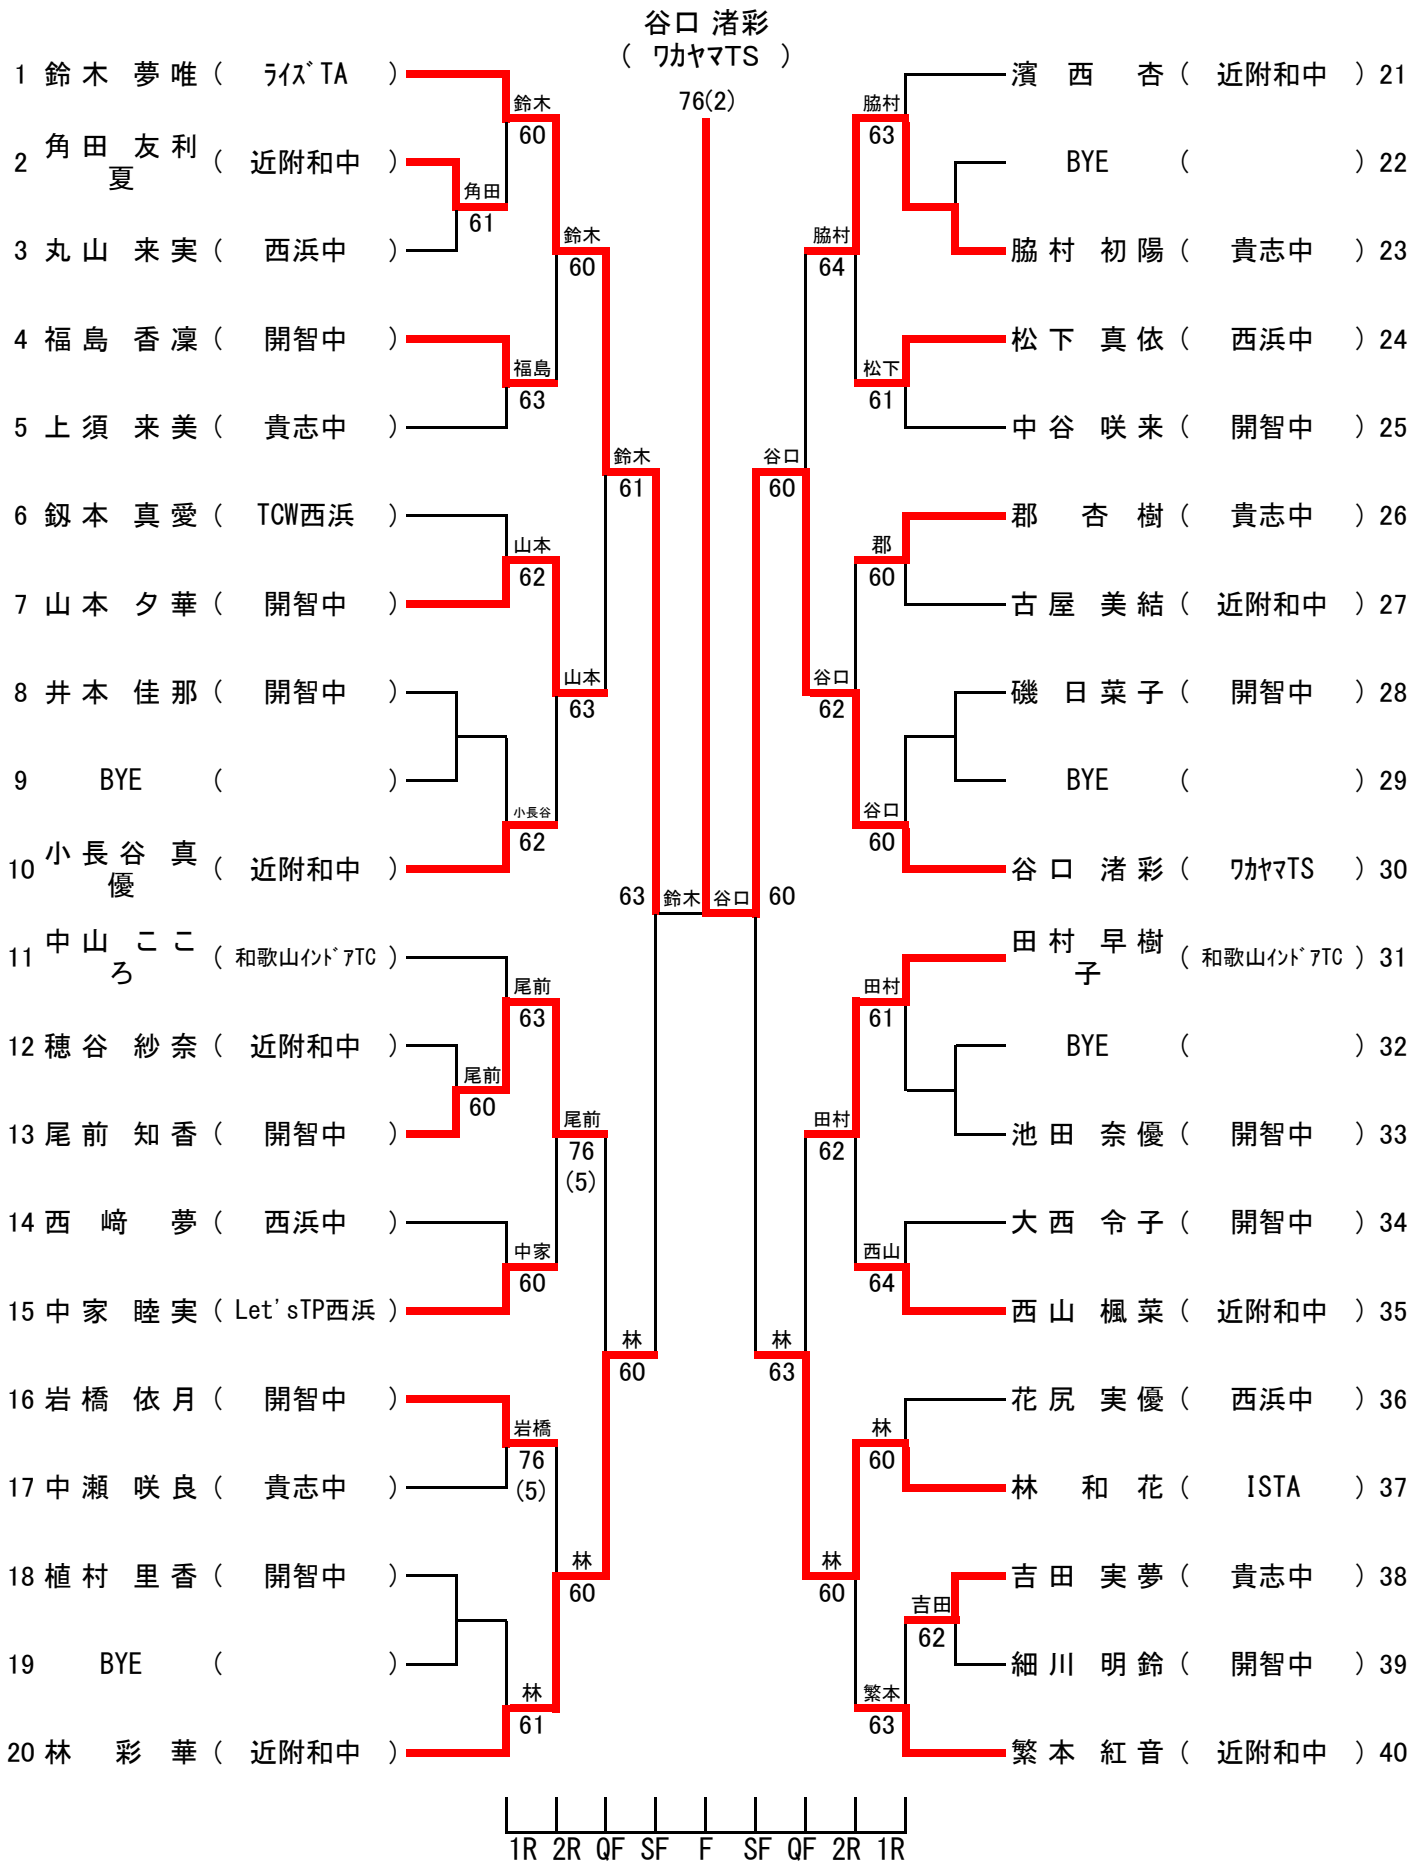 谷口 渚彩
( ワカヤマTS )
76(2)
1 鈴木 夢唯 ( ライズTA )
2 角田 友利夏 ( 近附和中 )
3 丸山 来実 ( 西浜中 )
4 福島 香凜 ( 開智中 )
5 上須 来美 ( 貴志中 )
6 釼本 真愛 ( TCW西浜 )
7 山本 夕華 ( 開智中 )
8 井本 佳那 ( 開智中 )
9 BYE ( )
10 小長谷 真優 ( 近附和中 )
11 中山 こころ ( 和歌山インドアTC )
12 穂谷 紗奈 ( 近附和中 )
13 尾前 知香 ( 開智中 )
14 西﨑 夢 ( 西浜中 )
15 中家 睦実 ( Let'sTP西浜 )
16 岩橋 依月 ( 開智中 )
17 中瀬 咲良 ( 貴志中 )
18 植村 里香 ( 開智中 )
19 BYE ( )
20 林 彩華 ( 近附和中 )
角田
61
尾前
60
鈴木
60
福島
63
山本
62
小長谷
62
尾前
63
中家
60
岩橋
76
(5)
林
61
鈴木
60
山本
63
尾前
76
(5)
林
60
鈴木
61
林
60
63 鈴木
谷口 60
谷口
60
林
63
脇村
64
谷口
62
田村
62
林
60
脇村
63
松下
61
郡
60
谷口
60
田村
61
西山
64
林
60
繁本
63
吉田
62
濱西 杏 ( 近附和中 ) 21
BYE ( ) 22
脇村 初陽 ( 貴志中 ) 23
松下 真依 ( 西浜中 ) 24
中谷 咲来 ( 開智中 ) 25
郡 杏樹 ( 貴志中 ) 26
古屋 美結 ( 近附和中 ) 27
磯 日菜子 ( 開智中 ) 28
BYE ( ) 29
谷口 渚彩 ( ワカヤマTS ) 30
田村 早樹子 ( 和歌山インドアTC ) 31
BYE ( ) 32
池田 奈優 ( 開智中 ) 33
大西 令子 ( 開智中 ) 34
西山 楓菜 ( 近附和中 ) 35
花尻 実優 ( 西浜中 ) 36
林 和花 ( ISTA ) 37
吉田 実夢 ( 貴志中 ) 38
細川 明鈴 ( 開智中 ) 39
繁本 紅音 ( 近附和中 ) 40
1R 2R QF SF F SF QF 2R 1R